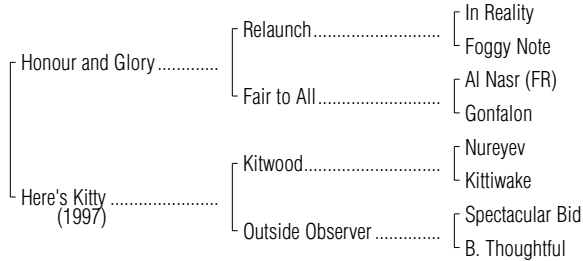 In Reality
Relaunch
Foggy Note
Honour and Glory
Al Nasr (FR)
Fair to All
Gonfalon
Nureyev
Kitwood
Kittiwake
Here's Kitty
(1997)
Spectacular Bid
Outside Observer
B. Thoughtful